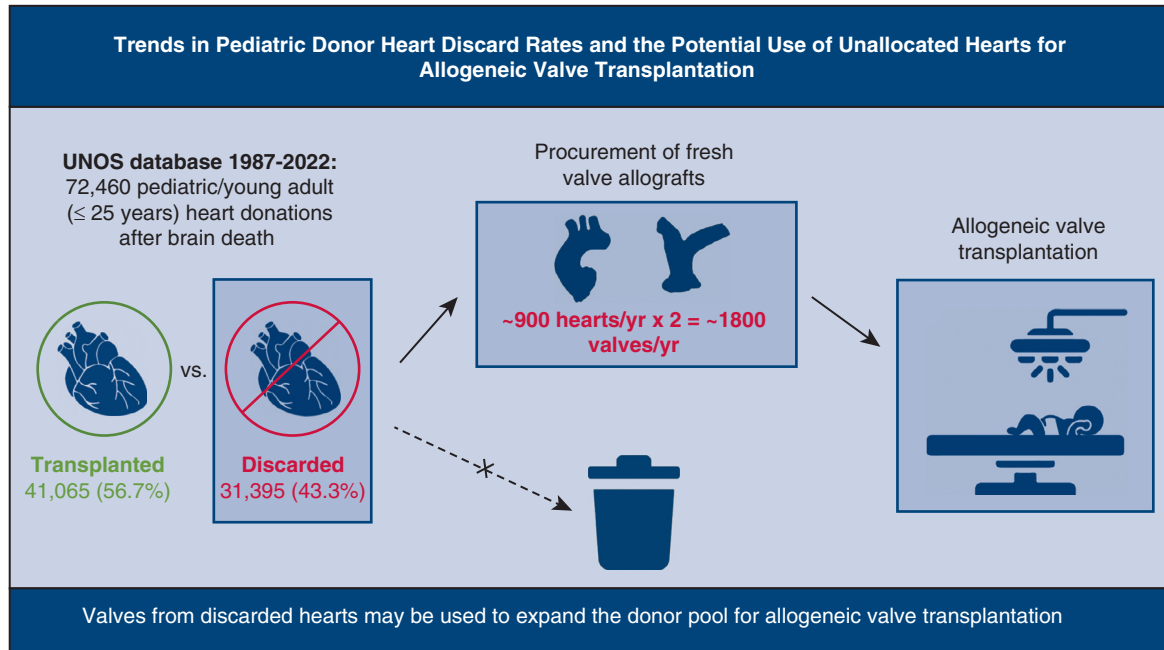 Trends in Pediatric Donor Heart Discard Rates and the Potential Use of Unallocated Hearts for
Allogeneic Valve Transplantation
UNOS database 1987-2022:
72,460 pediatric/young adult
(≤ 25 years) heart donations
after brain death
vs.
Transplanted
41,065 (56.7%)
Discarded
31,395 (43.3%)
Procurement of fresh
valve allografts
~900 hearts/yr x 2 = ~1800
valves/yr
Allogeneic valve
transplantation
Valves from discarded hearts may be used to expand the donor pool for allogeneic valve transplantation